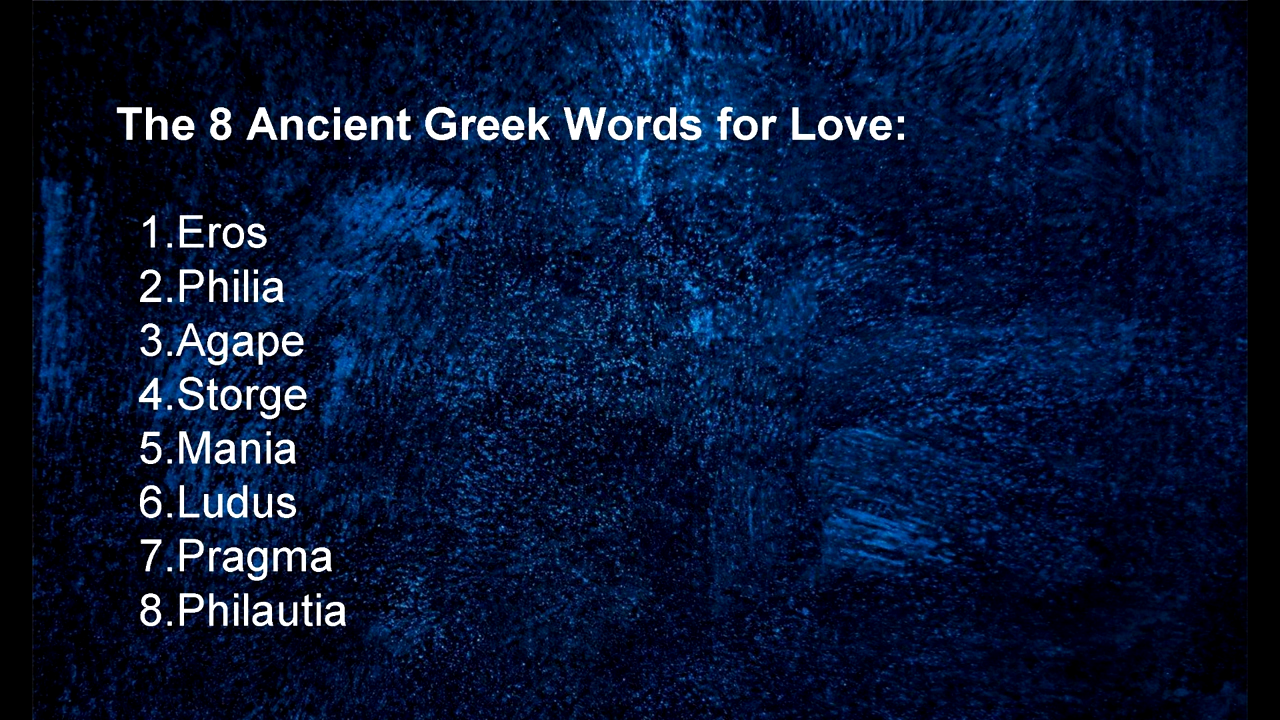 The 8 Ancient Greek Words for Love:
1.Eros
2.Philia
3.Agape
4.Storge
5.Mania
6.Ludus
7.Pragma
8.Philautia